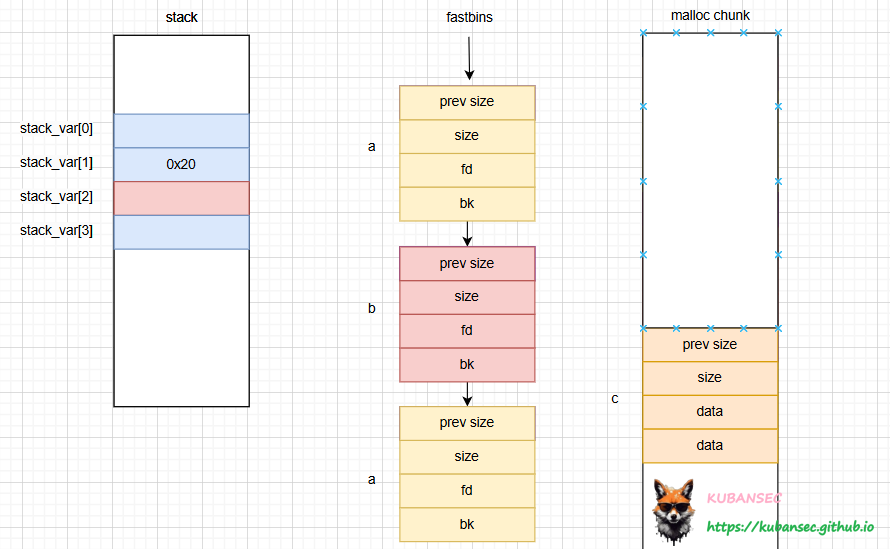 stack
stack_var[0]
stack_var[1]
0x20
stack_var[2]
stack_var[3]
fastbins
a
prev size
size
fd
bk
b
prev size
size
fd
bk
a
prev size
size
fd
bk
malloc chunk
c
prev size
size
data
data
KUBANSEC
https://kubansec.github.io